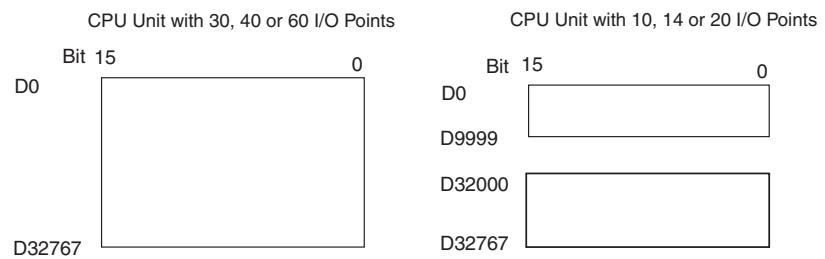 CPU Unit with 30, 40 or 60 I/O Points
Bit 15 0
D0
D32767
CPU Unit with 10, 14 or 20 I/O Points
Bit 15 0
D0
D9999
D32000
D32767